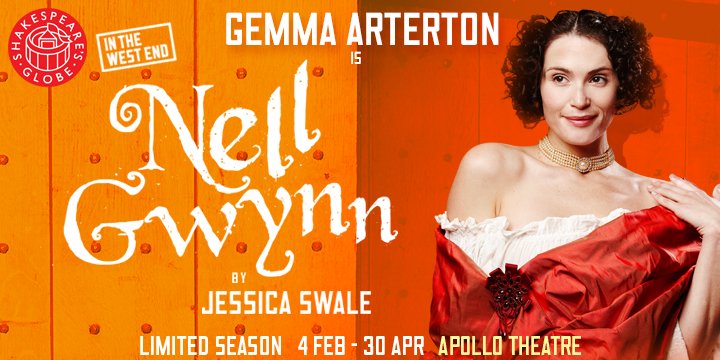 SHAKESPEARE'S
GLOBE
IN THE
WEST END
GEMMA ARTERTON
IS
Nell
Gwynn
BY
JESSICA SWALE
LIMITED SEASON 4 FEB - 30 APR APOLLO THEATRE